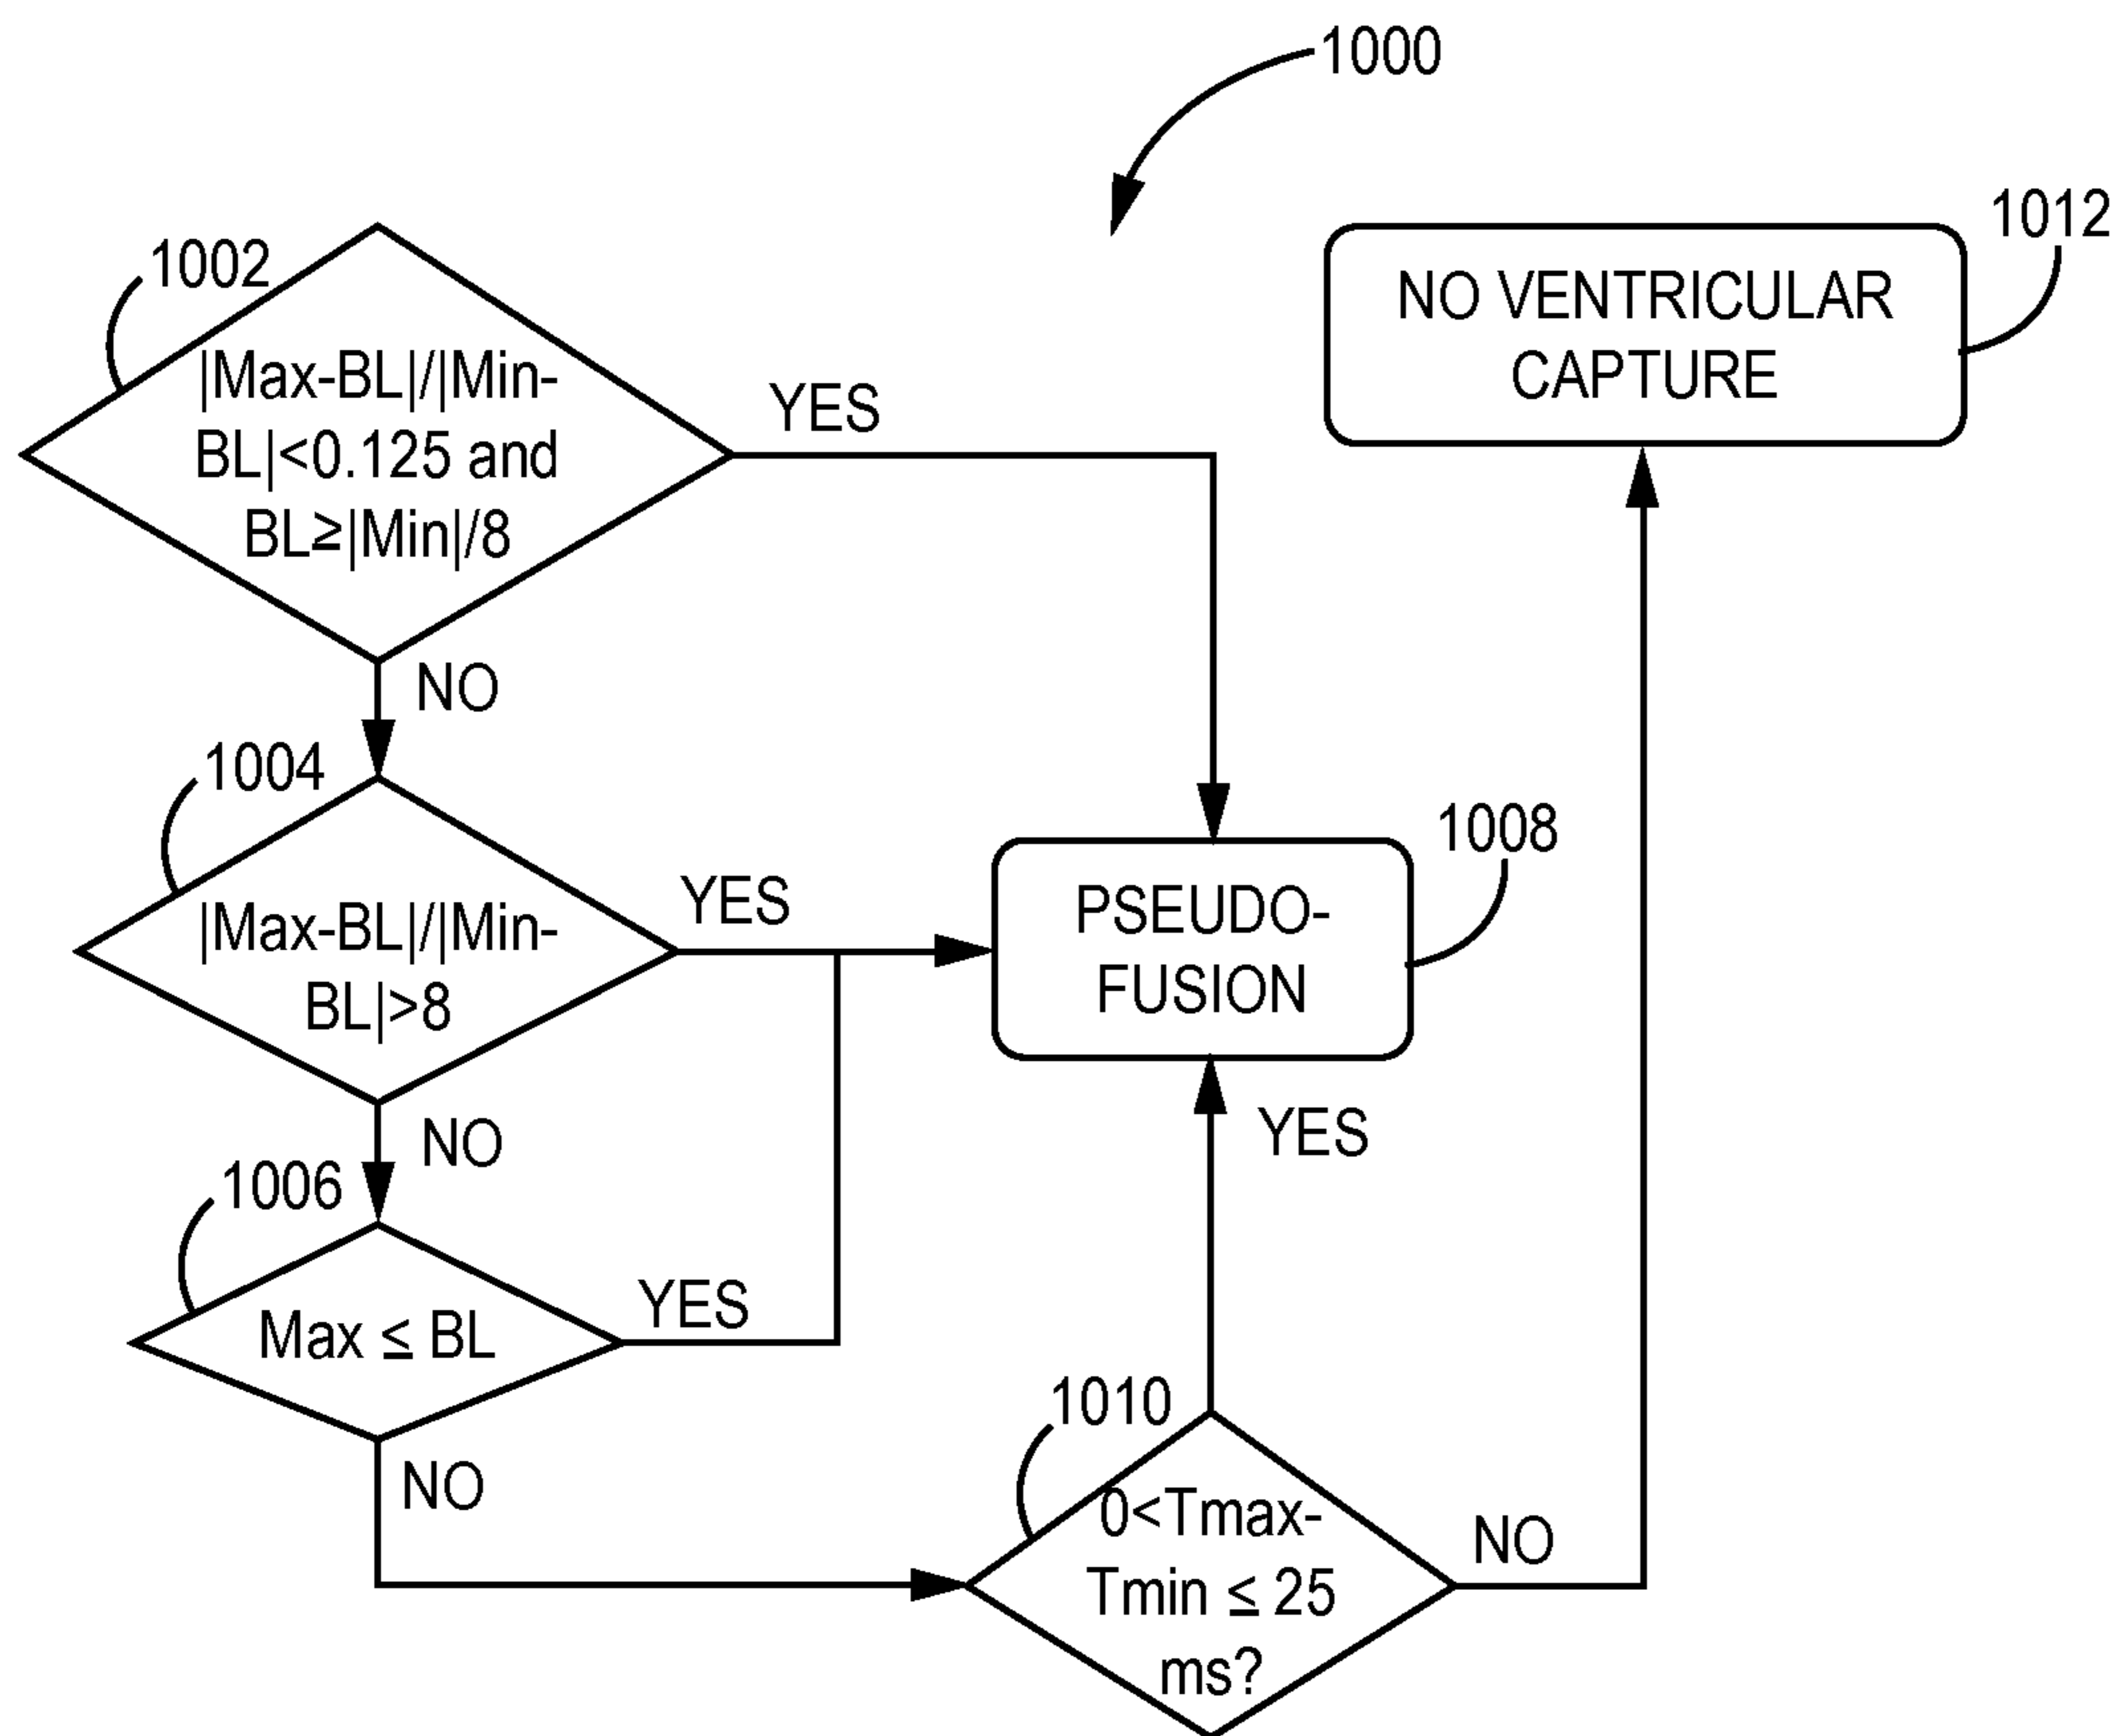 1000
1002
|Max-BL|/|Min-
BL|<0.125 and
BL≥|Min|/8
YES
NO
1012
NO VENTRICULAR
CAPTURE
1004
|Max-BL|/|Min-
BL|>8
YES
NO
1008
PSEUDO-
FUSION
1006
Max ≤ BL
YES
NO
YES
1010
0<Tmax-
Tmin ≤ 25
ms?
NO